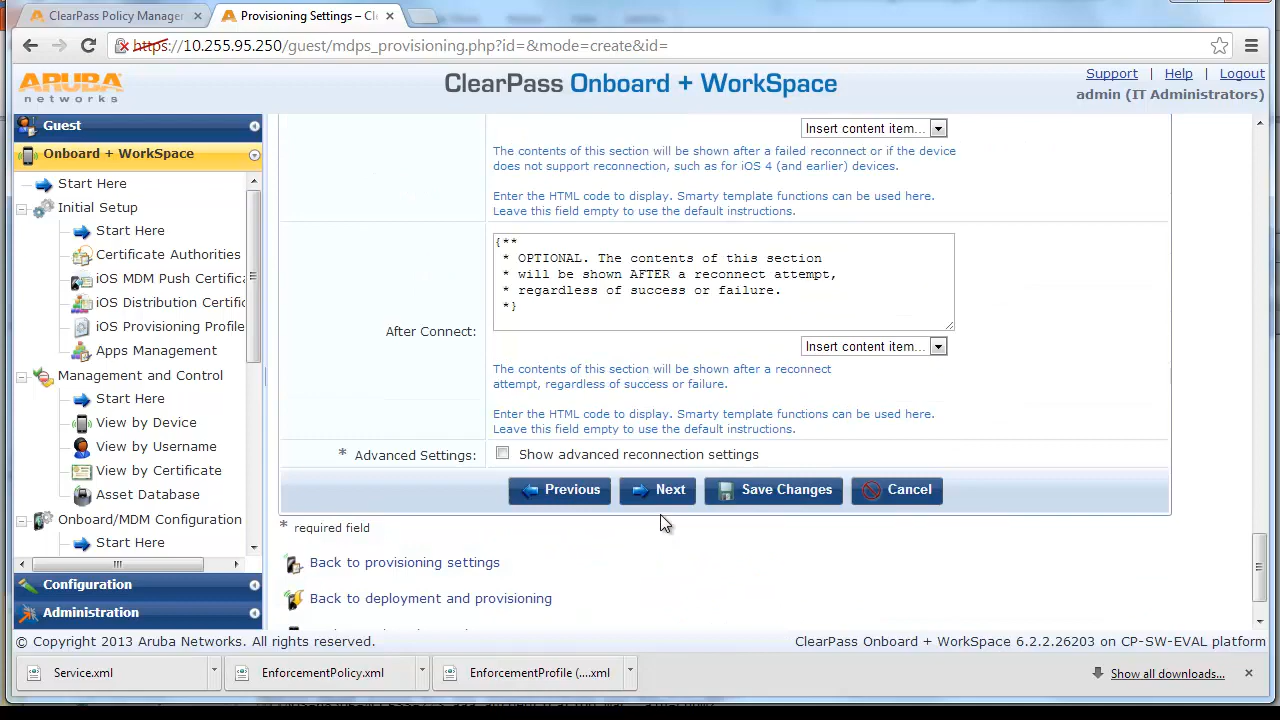 ClearPass Policy Manager
Provisioning Settings – Cl
https://10.255.95.250/guest/mdps_provisioning.php?id=&mode=create&id=
ARUBA
networks
ClearPass Onboard + WorkSpace
Support | Help | Logout
admin (IT Administrators)
Guest
Onboard + WorkSpace
Start Here
Initial Setup
Start Here
Certificate Authorities
iOS MDM Push Certifica
iOS Distribution Certific
iOS Provisioning Profile
Apps Management
Management and Control
Start Here
View by Device
View by Username
View by Certificate
Asset Database
Onboard/MDM Configuration
Start Here
Configuration
Administration
Insert content item...
The contents of this section will be shown after a failed reconnect or if the device
does not support reconnection, such as for iOS 4 (and earlier) devices.
Enter the HTML code to display. Smarty template functions can be used here.
Leave this field empty to use the default instructions.
After Connect:
{**
* OPTIONAL. The contents of this section
* will be shown AFTER a reconnect attempt,
* regardless of success or failure.
*}
Insert content item...
The contents of this section will be shown after a reconnect
attempt, regardless of success or failure.
Enter the HTML code to display. Smarty template functions can be used here.
Leave this field empty to use the default instructions.
* Advanced Settings:
Show advanced reconnection settings
Previous
Next
Save Changes
Cancel
* required field
Back to provisioning settings
Back to deployment and provisioning
© Copyright 2013 Aruba Networks. All rights reserved.
ClearPass Onboard + WorkSpace 6.2.2.26203 on CP-SW-EVAL platform
Service.xml
EnforcementPolicy.xml
EnforcementProfile (....xml
Show all downloads...